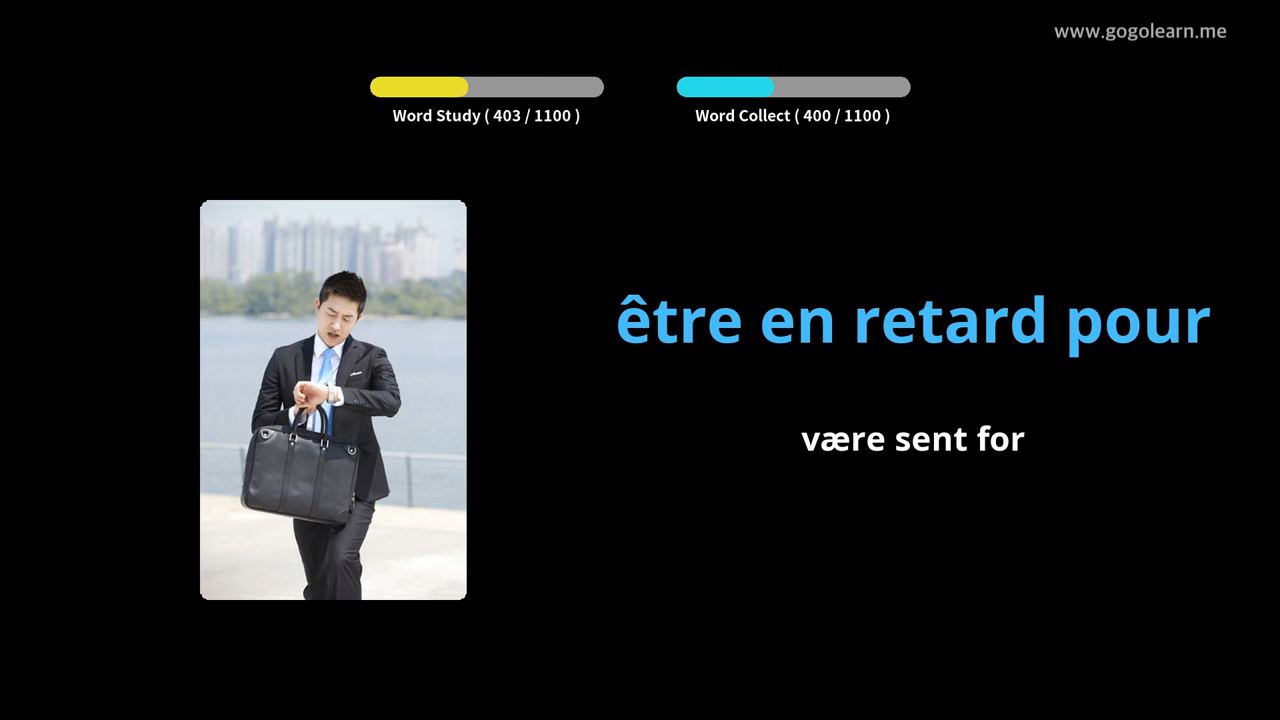 www.gogolearn.me
Word Study ( 403 / 1100 )
Word Collect ( 400 / 1100 )
être en retard pour
være sent for